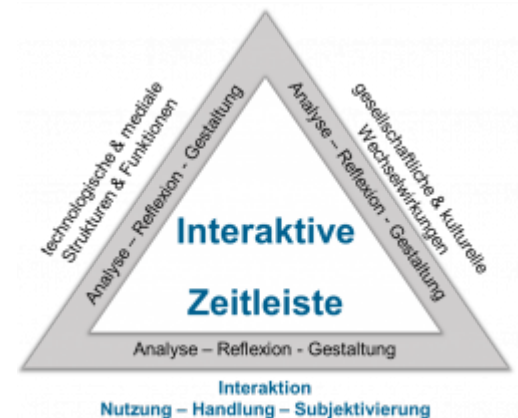 technologische & mediale
Strukturen & Funktionen
Analyse – Reflexion - Gestaltung
gesellschaftliche & kulturelle
Wechselwirkungen
Analyse – Reflexion - Gestaltung
Interaktive
Zeitleiste
Analyse – Reflexion - Gestaltung
Interaktion
Nutzung – Handlung – Subjektivierung